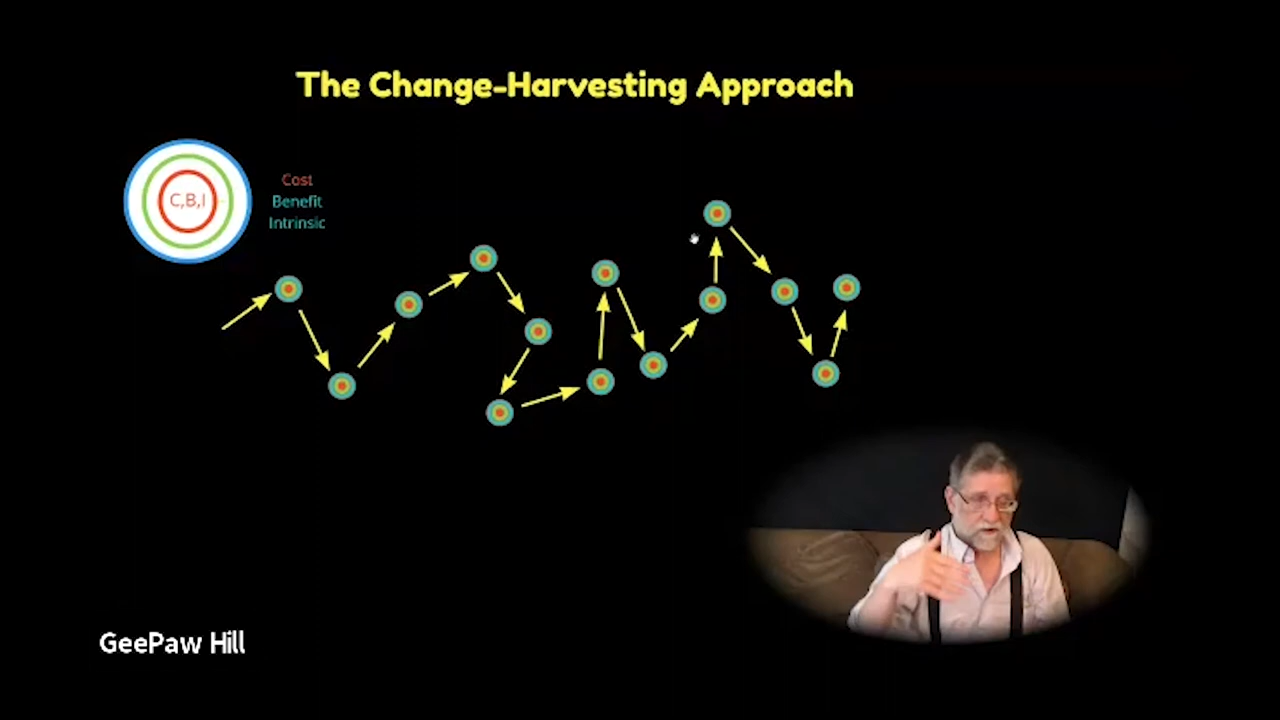 The Change-Harvesting Approach
C,B,I
Cost
Benefit
Intrinsic
GeePaw Hill